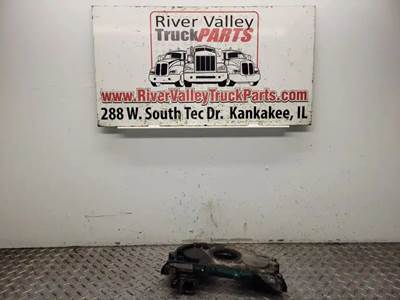 River Valley
TruckPARTS
www.RiverValleyTruckParts.com
288 W. South Tec Dr. Kankakee, IL